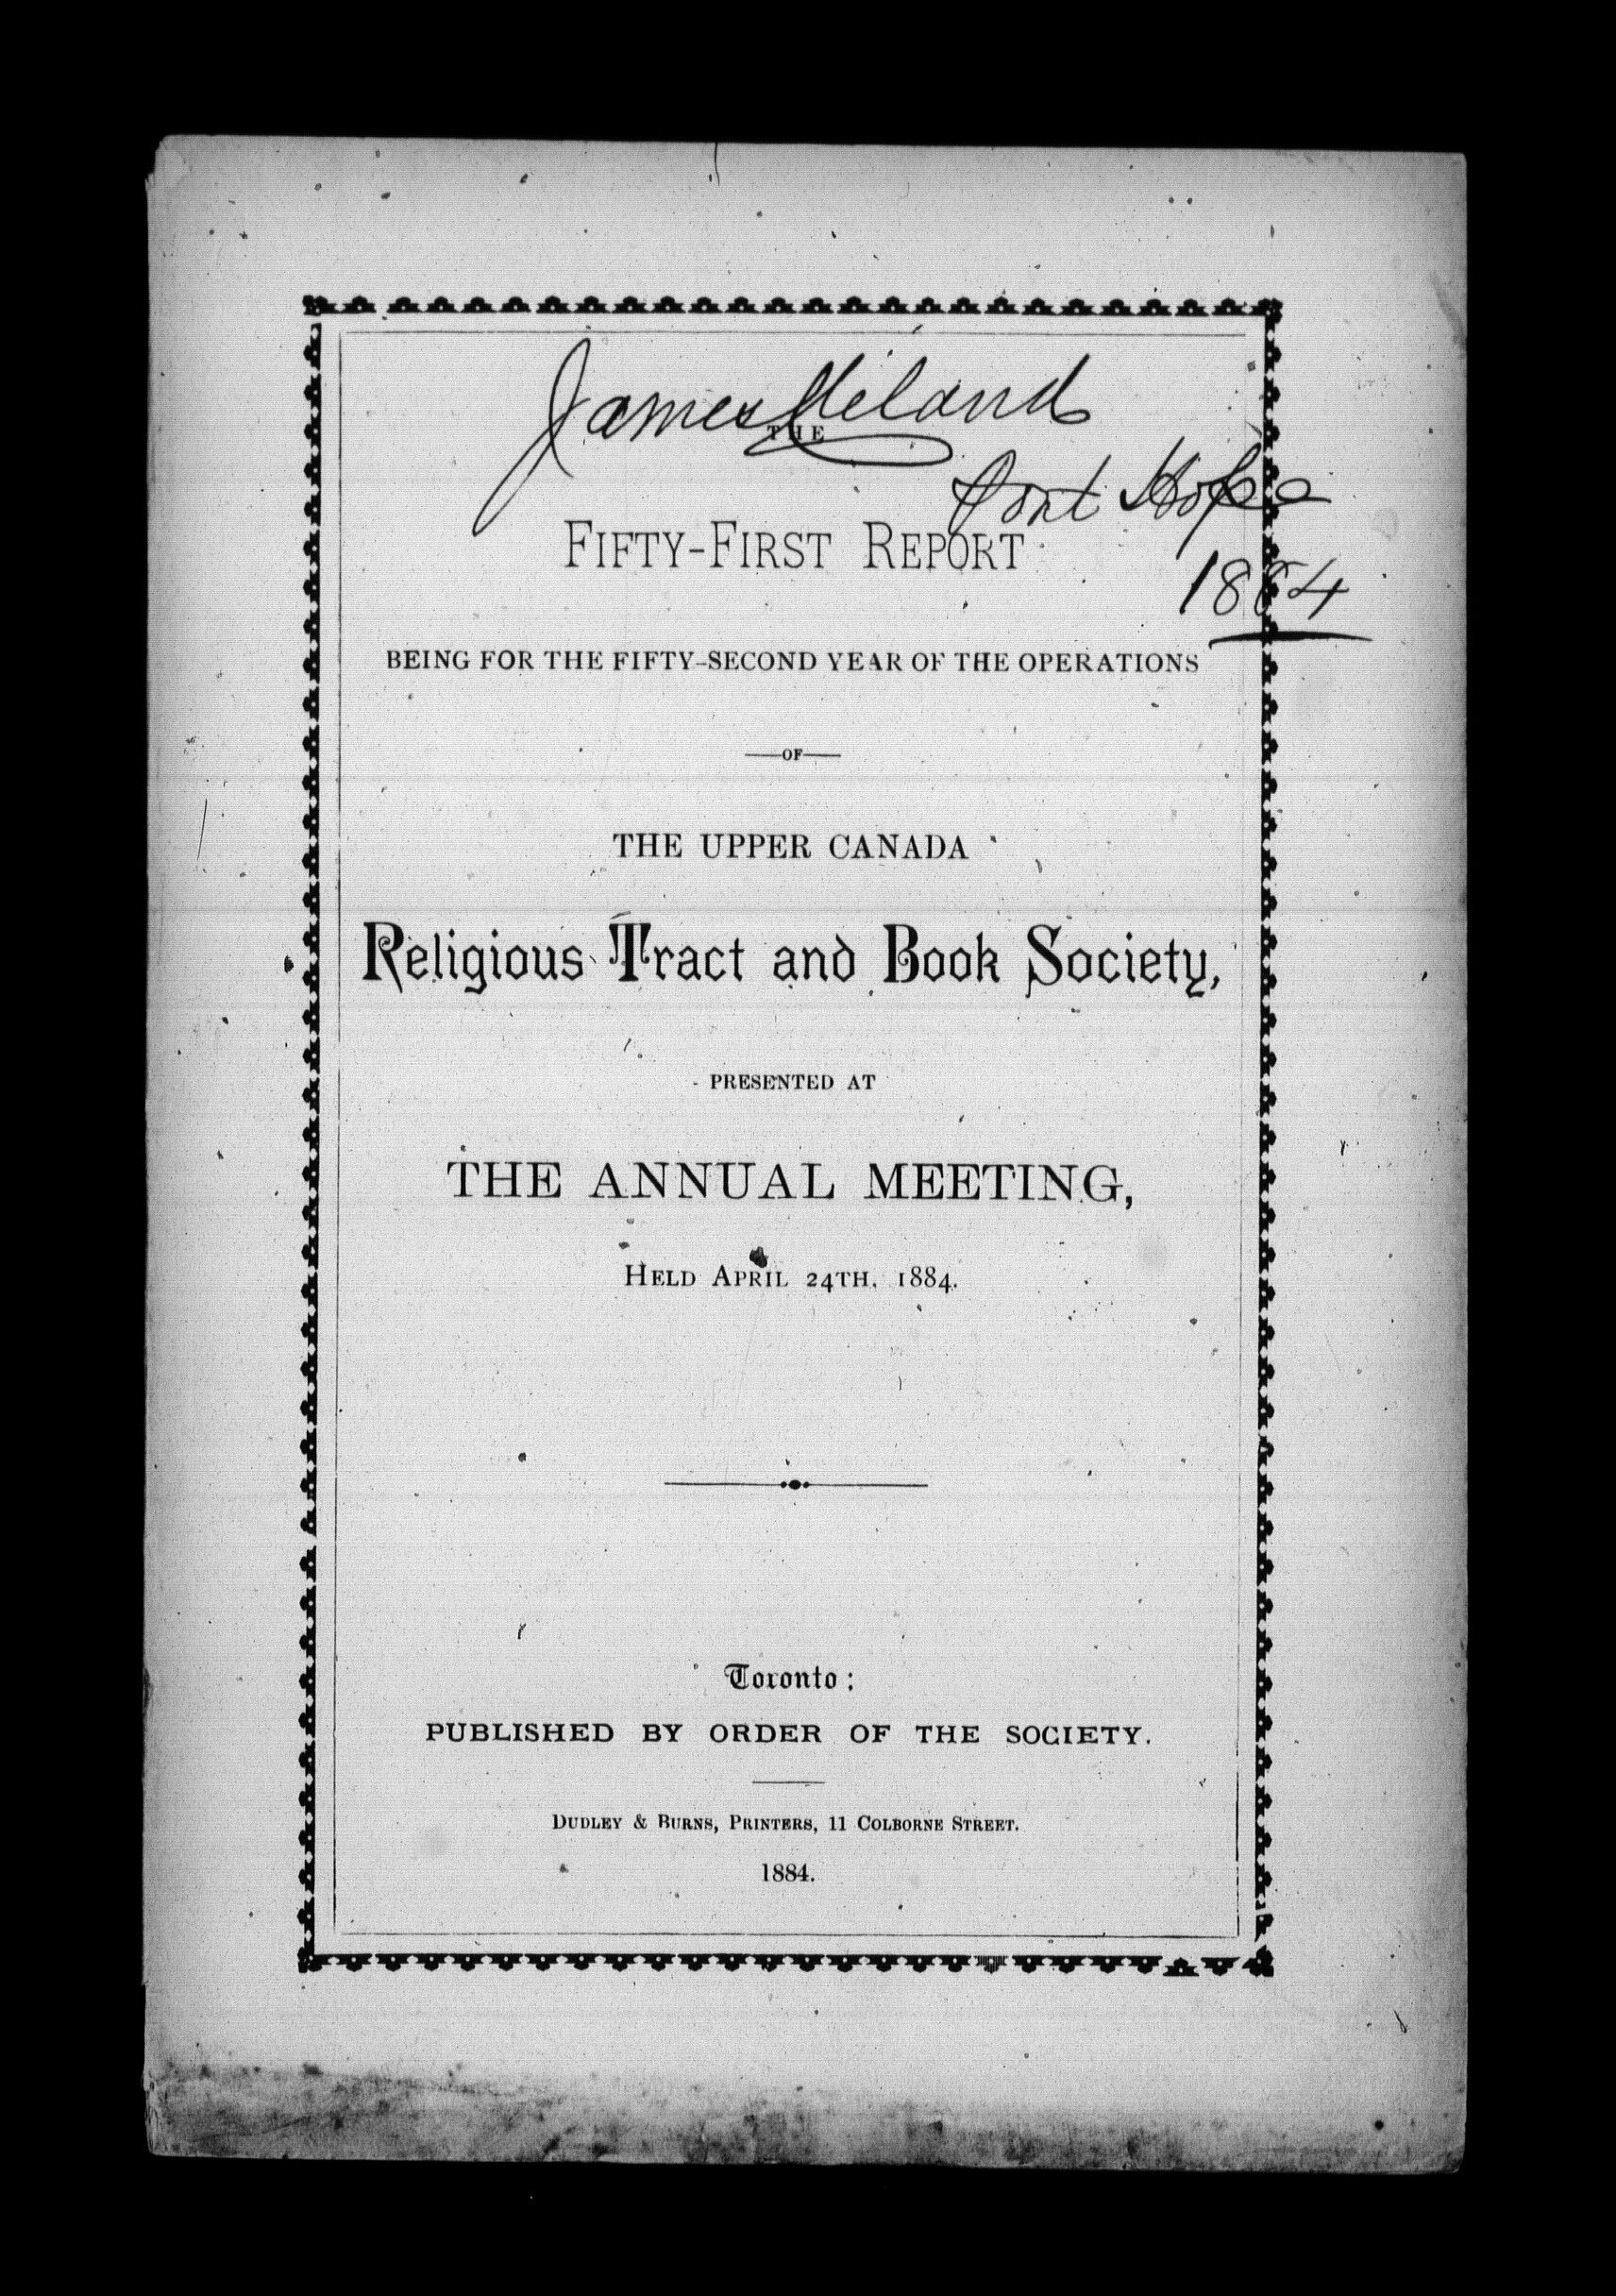 James Cleland
THE
Port Hope
FIFTY-FIRST REPORT
1884
BEING FOR THE FIFTY-SECOND YEAR OF THE OPERATIONS
—OF—
THE UPPER CANADA
Religious Tract and Book Society,
PRESENTED AT
THE ANNUAL MEETING,
HELD APRIL 24TH, 1884.
Toronto:
PUBLISHED BY ORDER OF THE SOCIETY.
DUDLEY & BURNS, PRINTERS, 11 COLBORNE STREET.
1884.